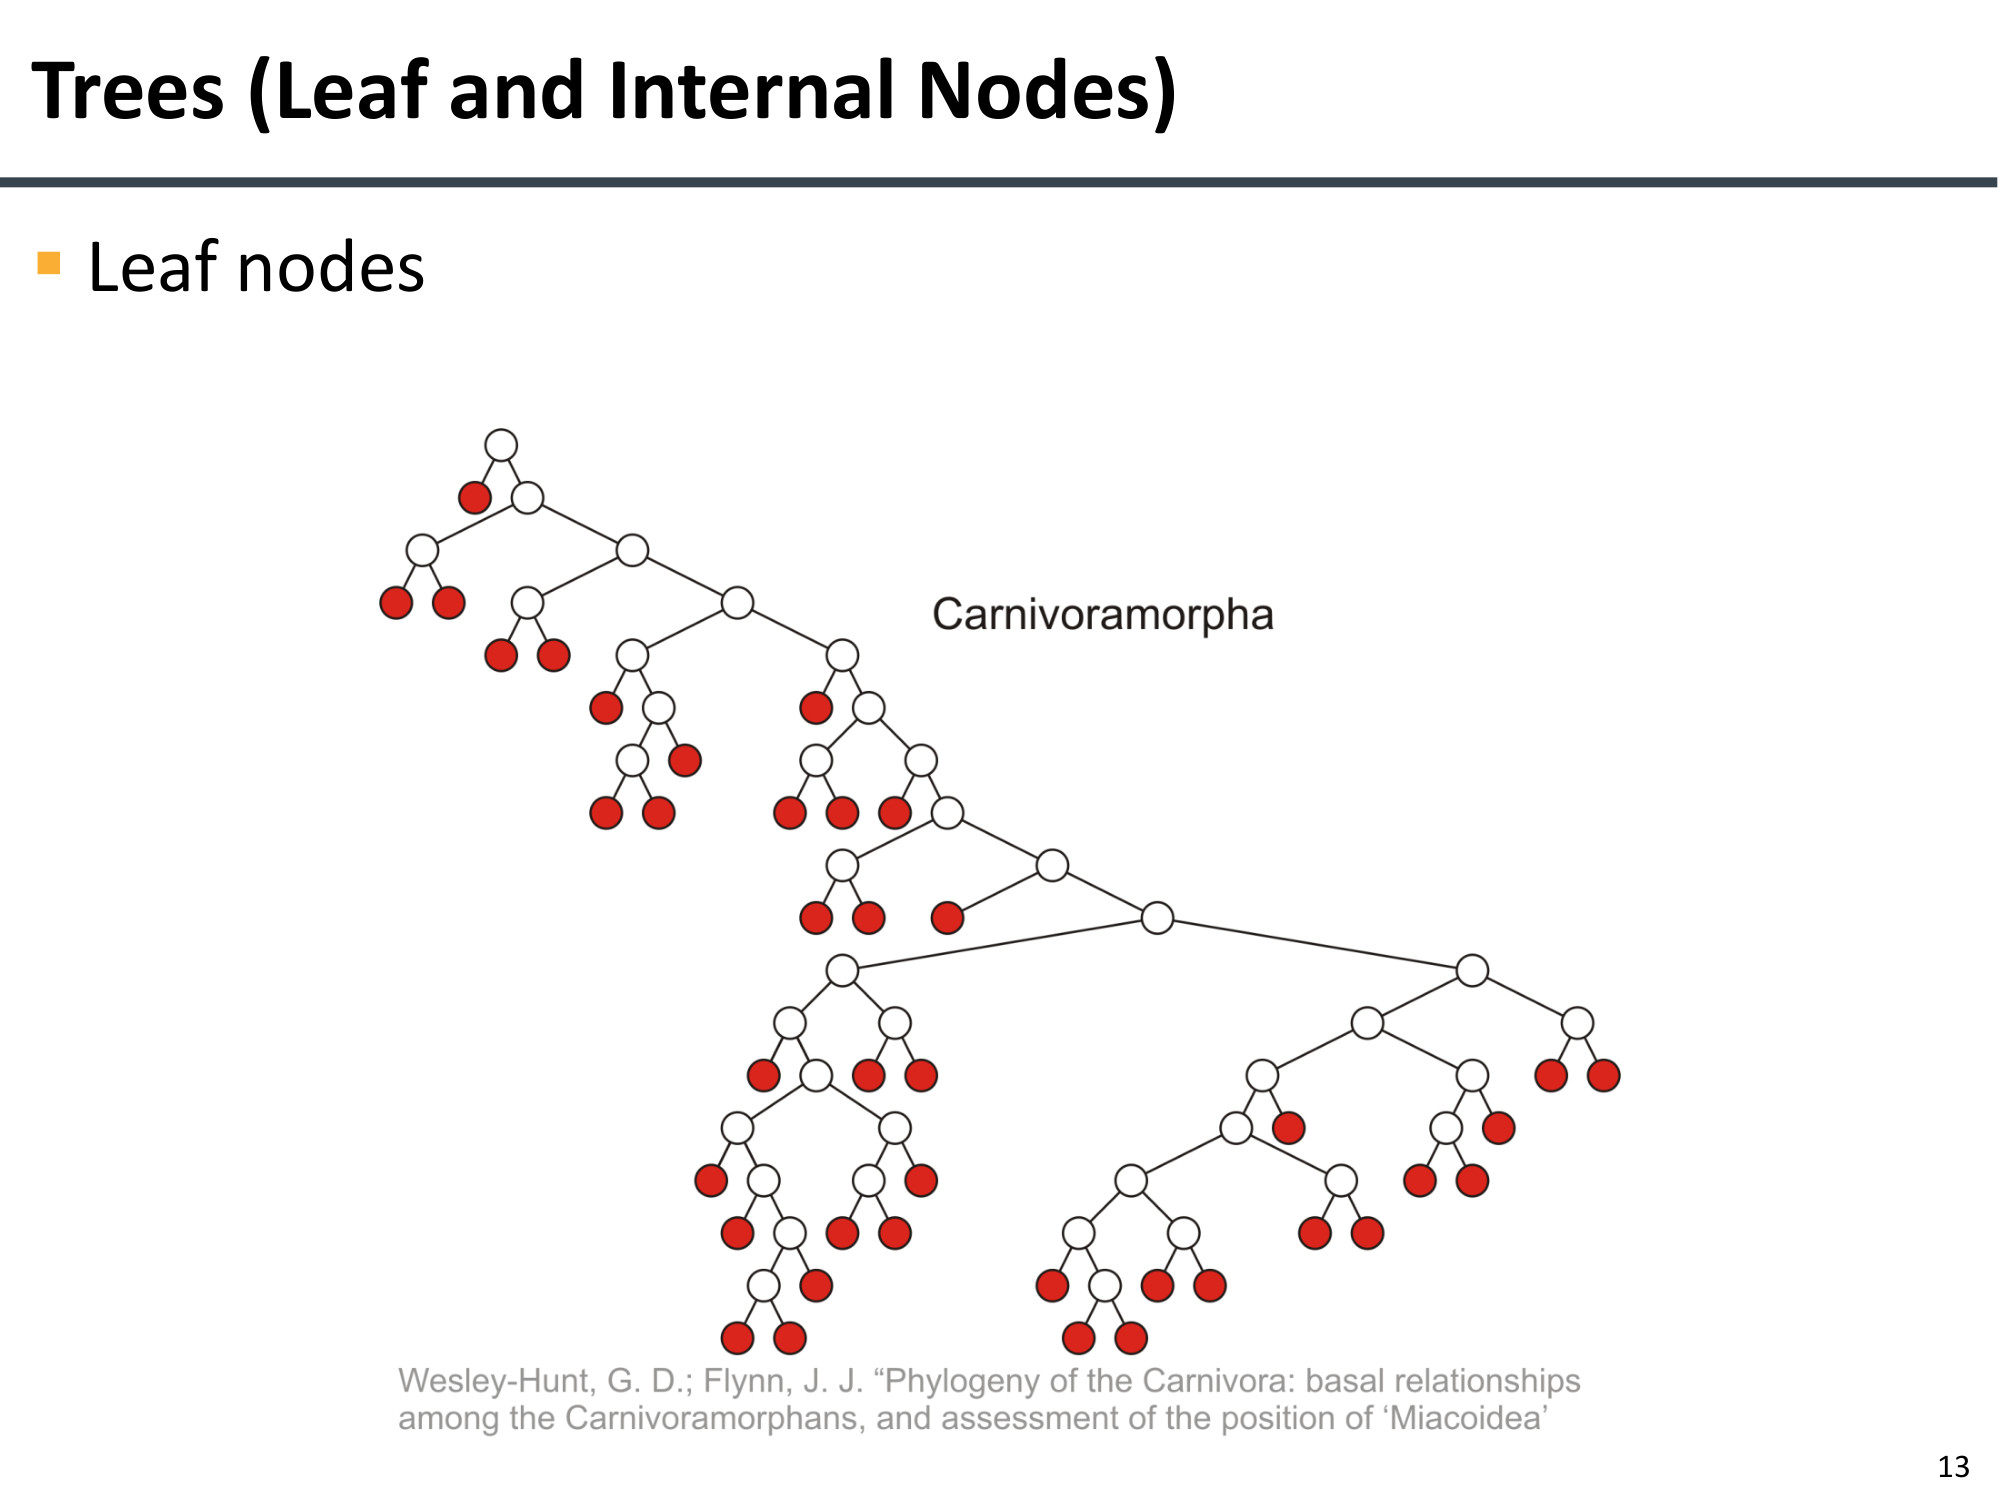 Trees (Leaf and Internal Nodes)
Leaf nodes
Carnivoramorpha
Wesley-Hunt, G. D.; Flynn, J. J. “Phylogeny of the Carnivora: basal relationships
among the Carnivoramorphans, and assessment of the position of ‘Miacoidea’
13